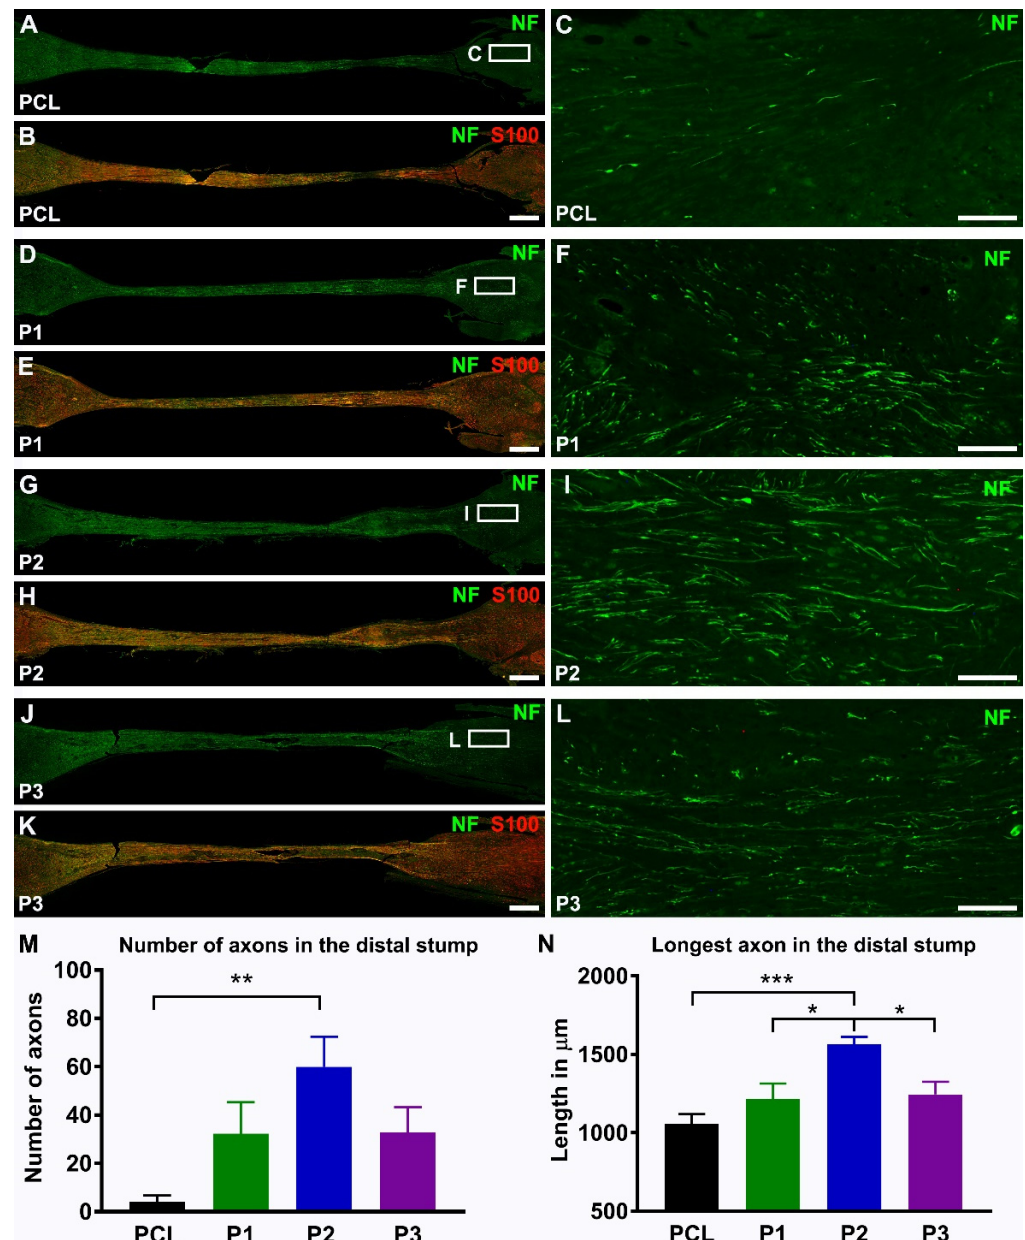 A NF
C
PCL
B NF S100
PCL
C NF
PCL
D NF
F
P1
E NF S100
P1
F NF
P1
G NF
I
P2
H NF S100
P2
I NF
P2
J NF
L
P3
K NF S100
P3
L NF
P3
M Number of axons in the distal stump
Number of axons
100
80
60
40
20
0
**
PCL P1 P2 P3
N Longest axon in the distal stump
Length in μm
2000
1500
1000
500
***
* *
PCL P1 P2 P3